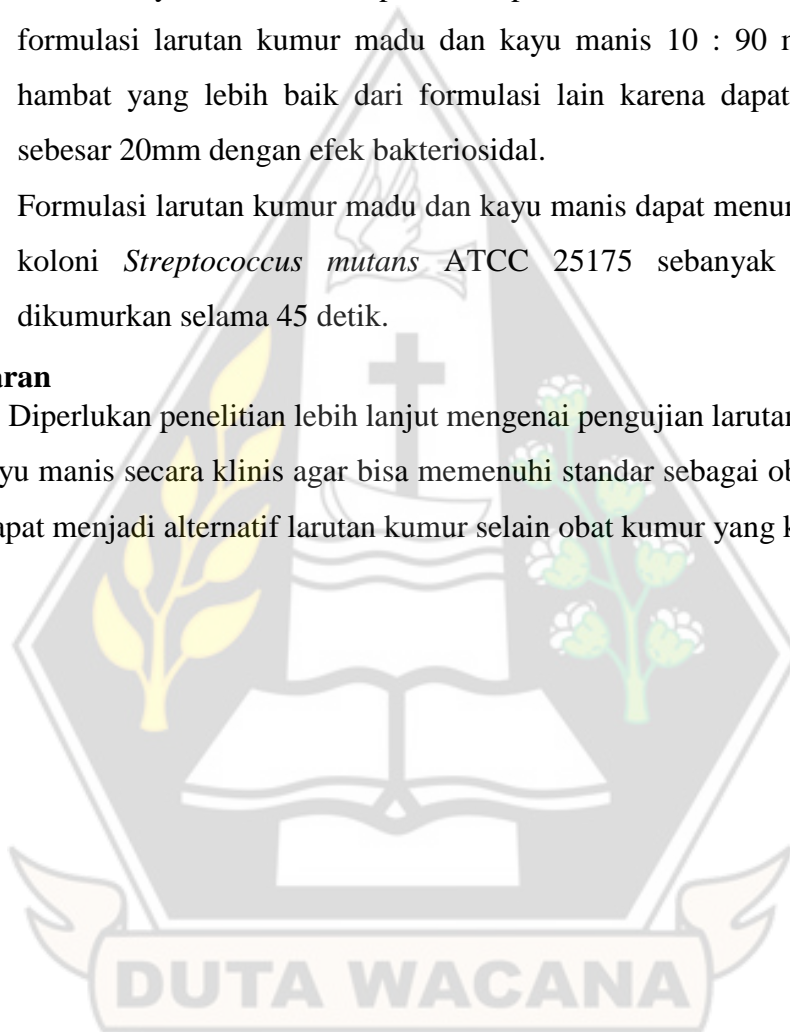 formulasi larutan kumur madu dan kayu manis 10 : 90
hambat yang lebih baik dari formulasi lain karena dapat
sebesar 20mm dengan efek bakteriosidal.
Formulasi larutan kumur madu dan kayu manis dapat
koloni Streptococcus mutans ATCC 25175 sebanyak
dikumurkan selama 45 detik.
aran
Diperlukan penelitian lebih lanjut mengenai pengujian larutan
yu manis secara klinis agar bisa memenuhi standar sebagai
apat menjadi alternatif larutan kumur selain obat kumur yang
DUTA WACANA